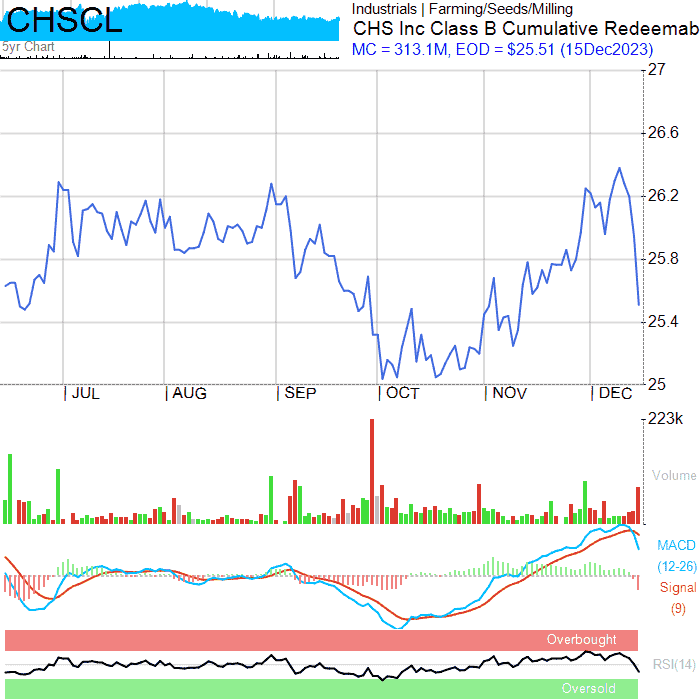 CHSCL
5yr Chart
Industrials | Farming/Seeds/Milling
CHS Inc Class B Cumulative Redeemab
MC = 313.1M, EOD = $25.51 (15Dec2023)
27
26.6
26.2
25.8
25.4
25
| JUL | AUG | SEP | OCT | NOV | DEC
223k
Volume
MACD
(12-26)
Signal
(9)
Overbought
RSI(14)
Oversold